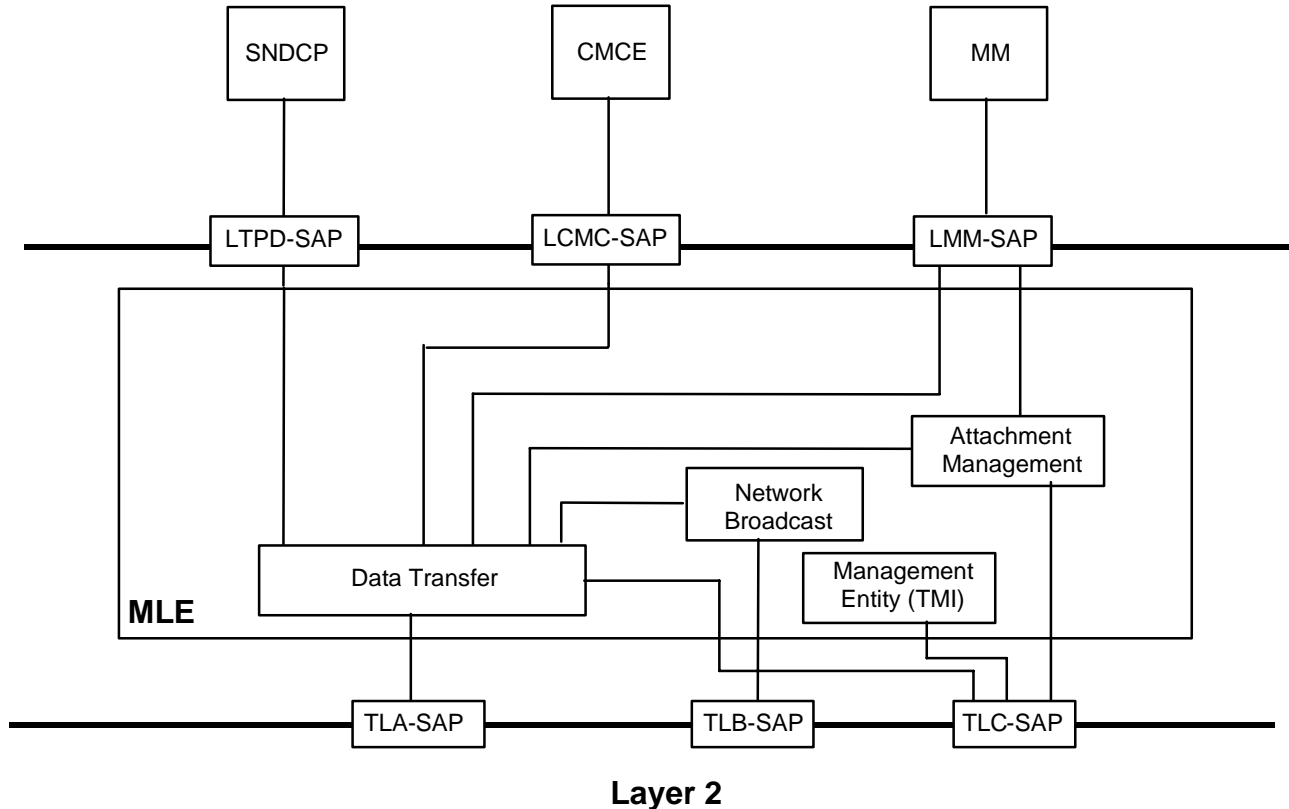 SNDCP
CMCE
MM
LTPD-SAP
LCMC-SAP
LMM-SAP
Attachment
Management
Network
Broadcast
Data Transfer
Management
Entity (TMI)
MLE
TLA-SAP
TLB-SAP
TLC-SAP
Layer 2